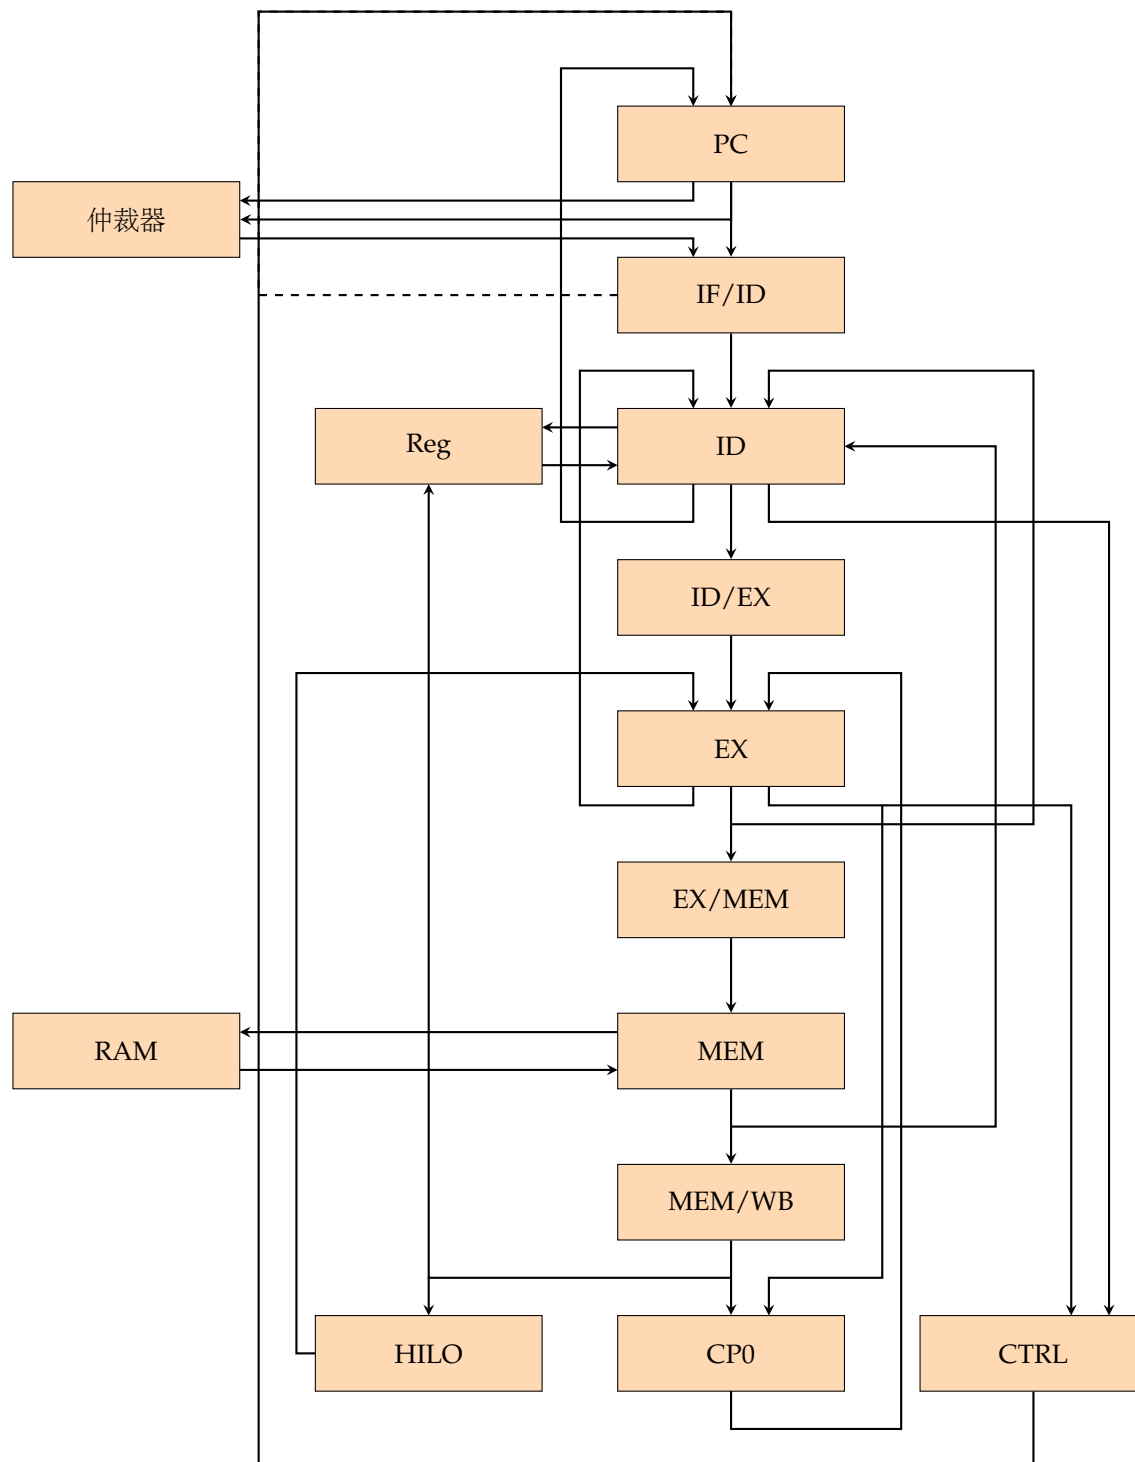 PC
仲裁器
IF/ID
Reg
ID
ID/EX
EX
EX/MEM
RAM
MEM
MEM/WB
HILO
CP0
CTRL